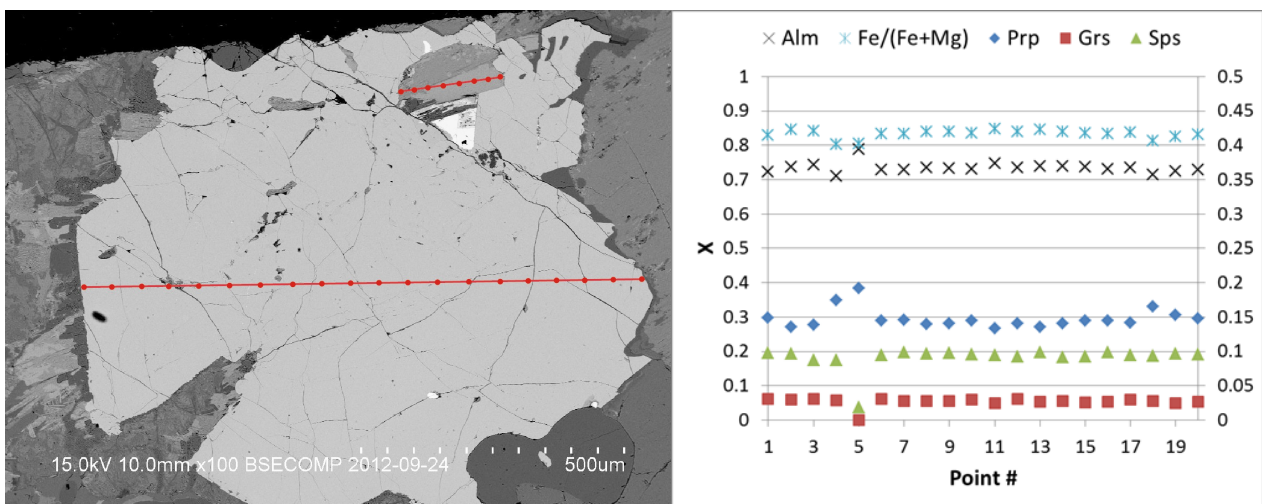 15.0kV 10.0mm x100 BSECOMP 2012-09-24 500um
Alm Fe/(Fe+Mg) Prp Grs Sps
1 0.5
0.9 0.45
0.8 0.4
0.7 0.35
0.6 0.3
0.5 0.25
0.4 0.2
0.3 0.15
0.2 0.1
0.1 0.05
0 0
X
1 3 5 7 9 11 13 15 17 19
Point #